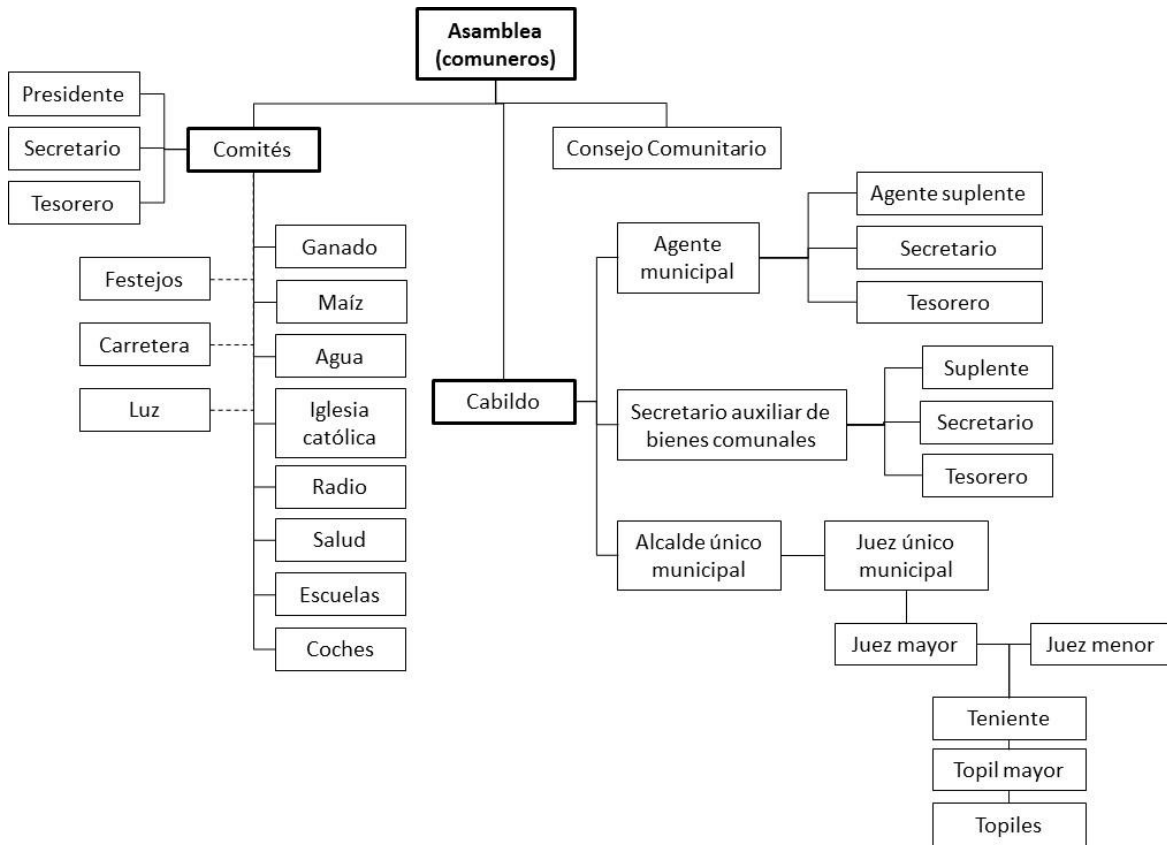 Asamblea
(comuneros)
Presidente
Secretario
Tesorero
Comités
Consejo Comunitario
Ganado
Maíz
Agua
Iglesia
católica
Radio
Salud
Escuelas
Coches
Festejos
Carretera
Luz
Cabildo
Agente
municipal
Agente suplente
Secretario
Tesorero
Secretario auxiliar de
bienes comunales
Suplente
Secretario
Tesorero
Alcalde único
municipal
Juez único
municipal
Juez mayor
Juez menor
Teniente
Topil mayor
Topiles